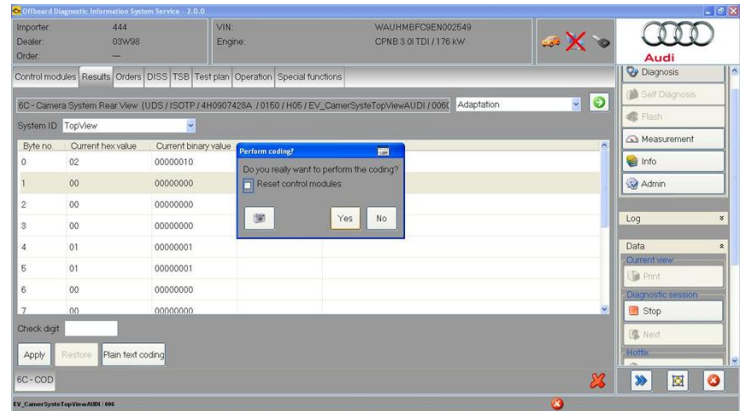 Offboard Diagnostic Information System Service - 2.0.0
Importer: 444 VIN: WAUHMBFC9EN002549
Dealer: 03W98 Engine: CPNB 3.0l TDI / 176 kW
Order: ---
Audi
Control modules Results Orders DISS TSB Test plan Operation Special functions
6C - Camera System Rear View (UDS / ISOTP / 4H0907428A / 0150 / H05 / EV_CamerSysteTopViewAUDI / 006( Adaptation
System ID TopView
Byte no. Current hex value Current binary value
0 02 00000010
1 00 00000000
2 00 00000000
3 00 00000000
4 01 00000001
5 01 00000001
6 00 00000000
7 00 00000000
Perform coding?
Do you really want to perform the coding?
Reset control modules
Yes No
Check digit
Apply Restore Plain text coding
6C - COD
EV_CamerSysteTopViewAUDI / 006
Diagnosis
Self Diagnosis
Flash
Measurement
Info
Admin
Log
Data
Current view
Print
Diagnostic session
Stop
Next
Hotfix